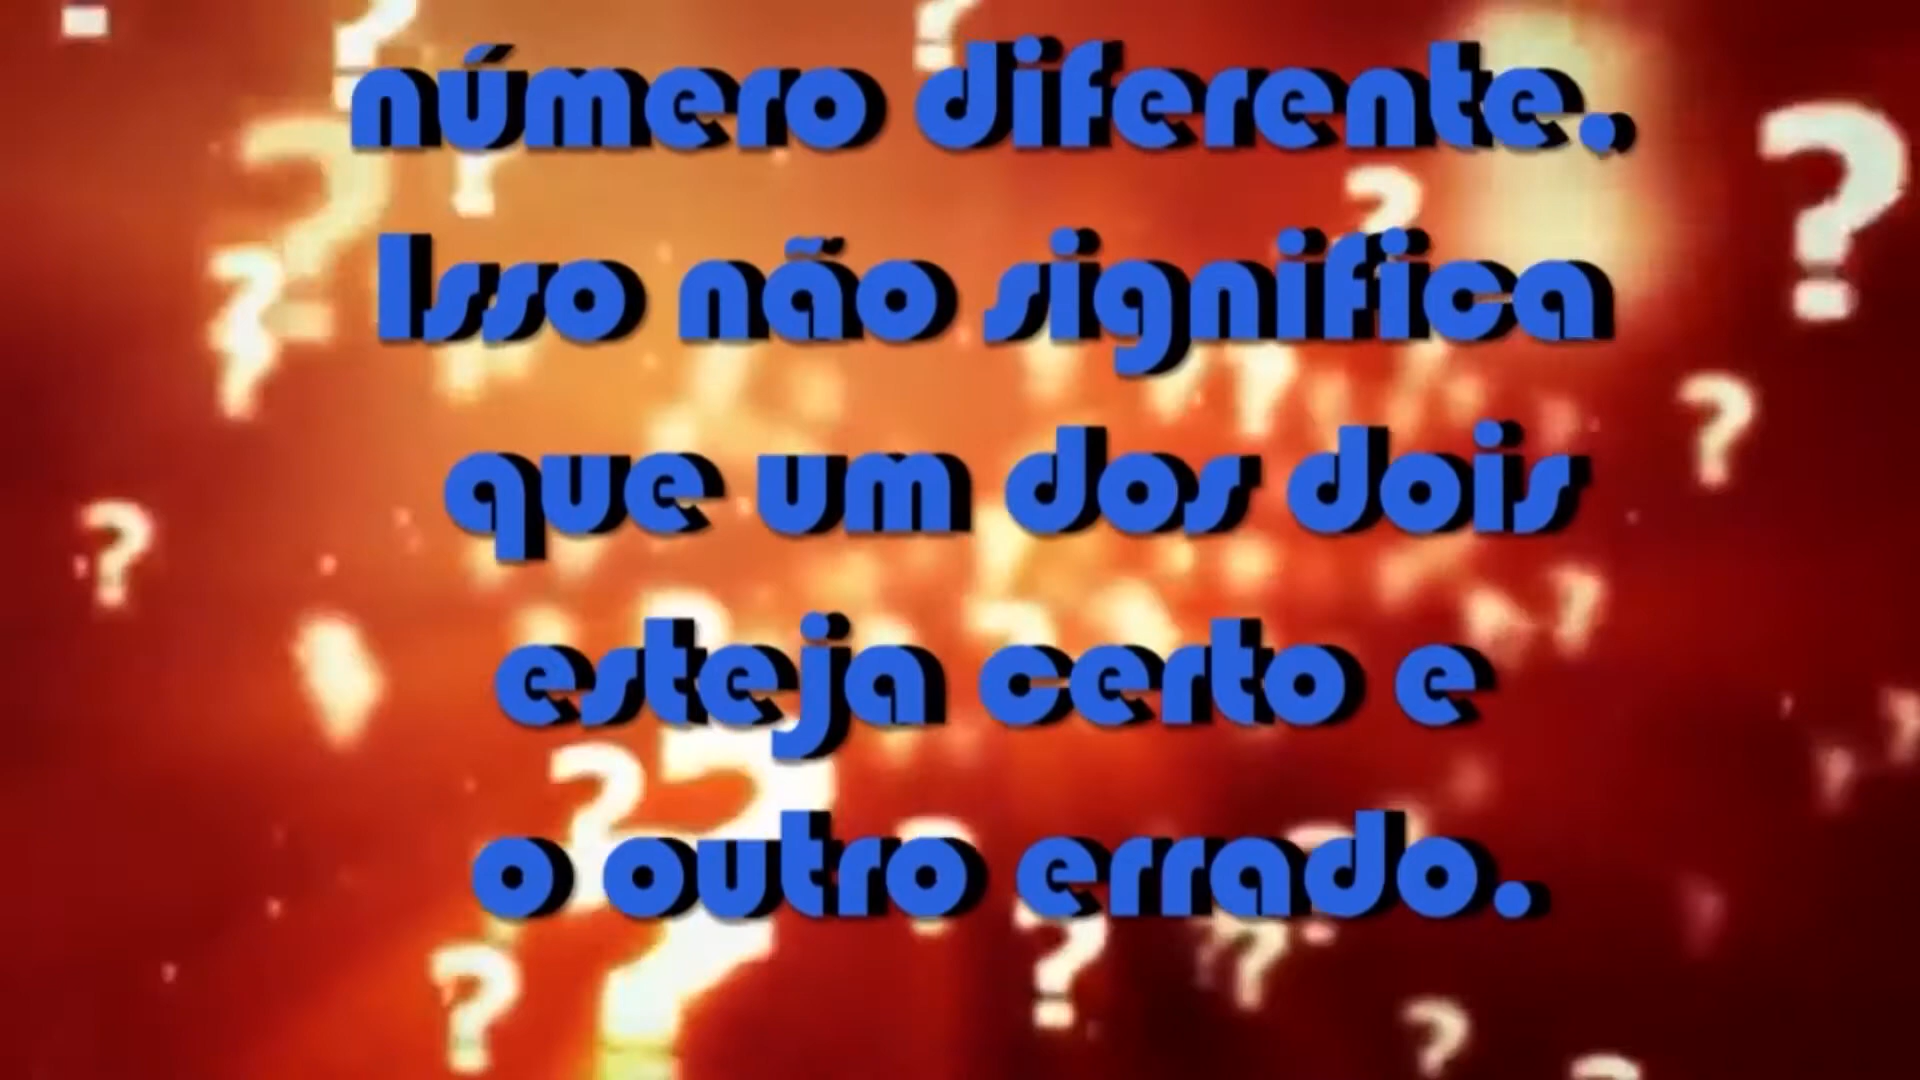 número diferente.
Isso não significa
que um dos dois
esteja certo e
o outro errado.